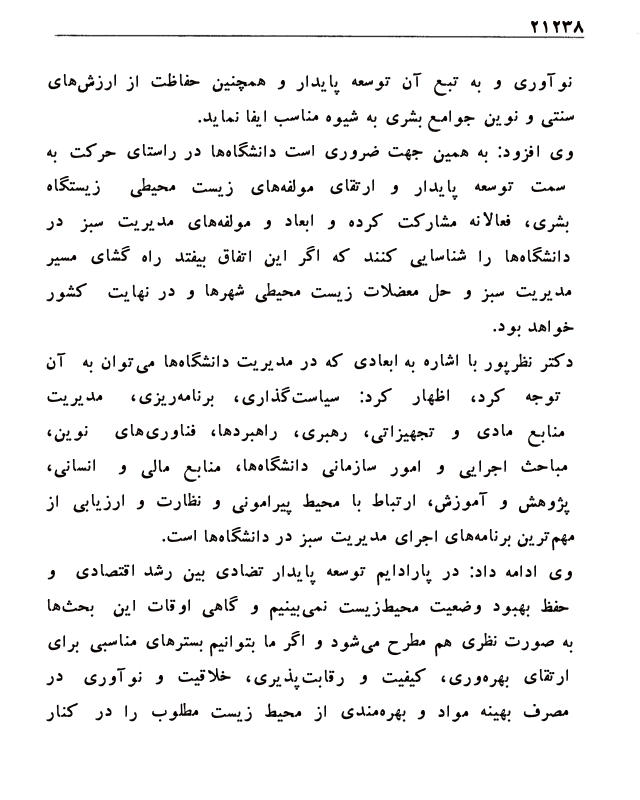 ۲۱۲۳۸
نوآوری و به تبع آن توسعه پایدار و همچنین حفاظت از ارزش‌های
سنتی و نوین جوامع بشری به شیوه مناسب ایفا نماید.
وی افزود: به همین جهت ضروری است دانشگاه‌ها در راستای حرکت به
سمت توسعه پایدار و ارتقای مولفه‌های زیست محیطی زیستگاه
بشری، فعالانه مشارکت کرده و ابعاد و مولفه‌های مدیریت سبز در
دانشگاه‌ها را شناسایی کنند که اگر این اتفاق بیفتد راه گشای مسیر
مدیریت سبز و حل معضلات زیست محیطی شهرها و در نهایت کشور
خواهد بود.
دکتر نظرپور با اشاره به ابعادی که در مدیریت دانشگاه‌ها می‌توان به آن
توجه کرد، اظهار کرد: سیاست‌گذاری، برنامه‌ریزی، مدیریت
منابع مادی و تجهیزاتی، رهبری، راهبردها، فناوری‌های نوین،
مباحث اجرایی و امور سازمانی دانشگاه‌ها، منابع مالی و انسانی،
پژوهش و آموزش، ارتباط با محیط پیرامونی و نظارت و ارزیابی از
مهم‌ترین برنامه‌های اجرای مدیریت سبز در دانشگاه‌ها است.
وی ادامه داد: در پارادایم توسعه پایدار تضادی بین رشد اقتصادی و
حفظ بهبود وضعیت محیط‌زیست نمی‌بینیم و گاهی اوقات این بحث‌ها
به صورت نظری هم مطرح می‌شود و اگر ما بتوانیم بسترهای مناسبی برای
ارتقای بهره‌وری، کیفیت و رقابت‌پذیری، خلاقیت و نوآوری در
مصرف بهینه مواد و بهره‌مندی از محیط زیست مطلوب را در کنار